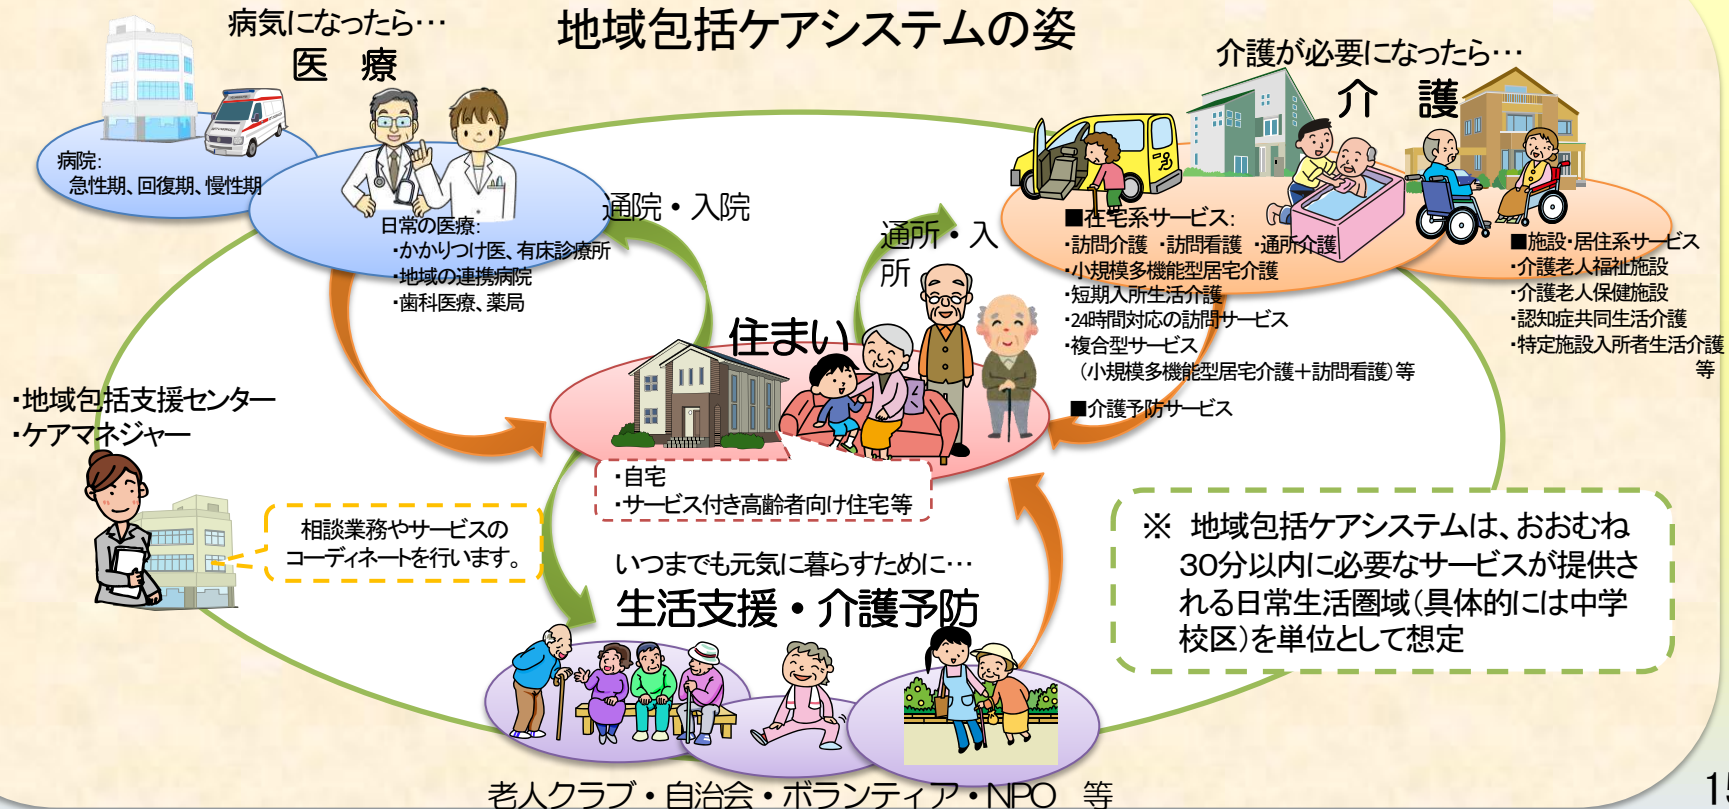 地域包括ケアシステムの姿
病気になったら…
医 療
病院:
急性期、回復期、慢性期
日常の医療:
・かかりつけ医、有床診療所
・地域の連携病院
・歯科医療、薬局
通院・入院
通所・入
所
介護が必要になったら…
介 護
■在宅系サービス:
・訪問介護 ・訪問看護 ・通所介護
・小規模多機能型居宅介護
・短期入所生活介護
・24時間対応の訪問サービス
・複合型サービス
（小規模多機能型居宅介護＋訪問看護）等
■介護予防サービス
■施設・居住系サービス
・介護老人福祉施設
・介護老人保健施設
・認知症共同生活介護
・特定施設入所者生活介護
等
住まい
・自宅
・サービス付き高齢者向け住宅等
・地域包括支援センター
・ケアマネジャー
相談業務やサービスの
コーディネートを行います。
いつまでも元気に暮らすために…
生活支援・介護予防
老人クラブ・自治会・ボランティア・NPO 等
※ 地域包括ケアシステムは、おおむね
30分以内に必要なサービスが提供さ
れる日常生活圏域（具体的には中学
校区）を単位として想定